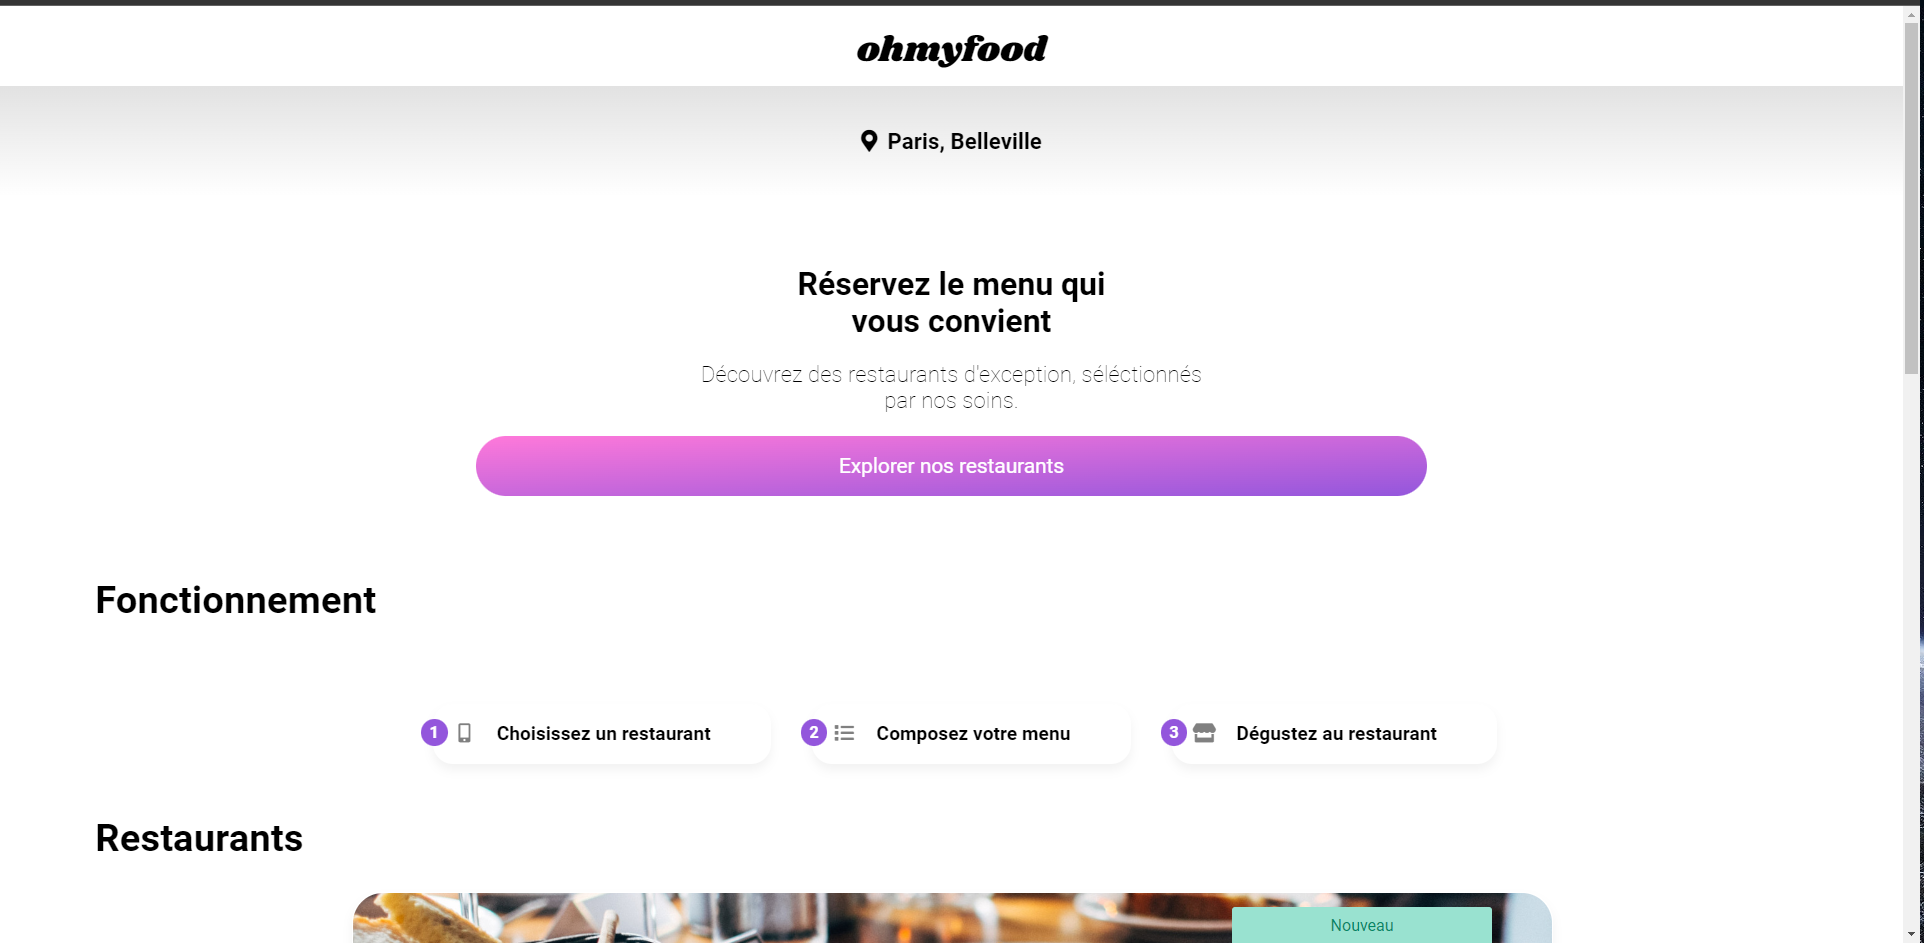 ohmyfood
Paris, Belleville
Réservez le menu qui
vous convient
Découvrez des restaurants d'exception, séléctionnés
par nos soins.
Explorer nos restaurants
Fonctionnement
1 Choisissez un restaurant
2 Composez votre menu
3 Dégustez au restaurant
Restaurants
Nouveau